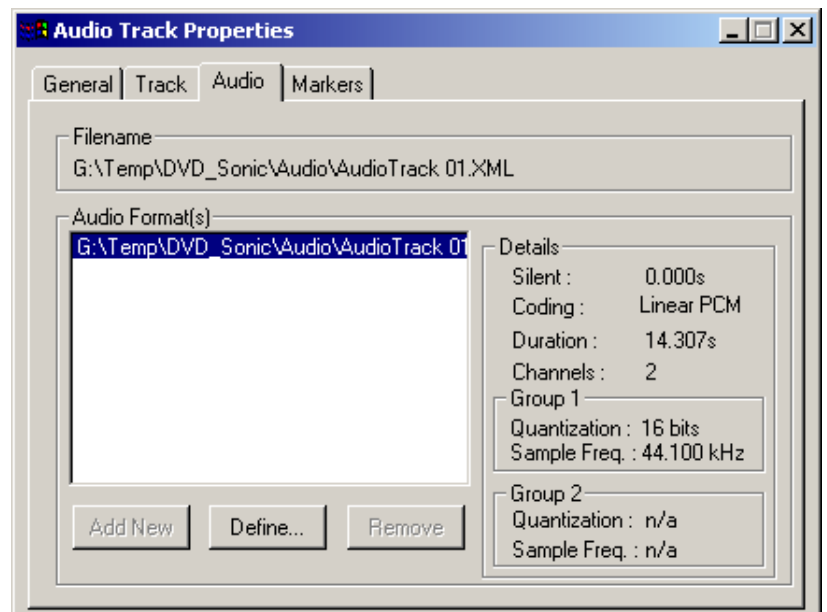 Audio Track Properties
General Track Audio Markers
Filename
G:\Temp\DVD_Sonic\Audio\AudioTrack 01.XML
Audio Format(s)
G:\Temp\DVD_Sonic\Audio\AudioTrack 01
Details
Silent : 0.000s
Coding : Linear PCM
Duration : 14.307s
Channels : 2
Group 1
Quantization : 16 bits
Sample Freq. : 44.100 kHz
Group 2
Quantization : n/a
Sample Freq. : n/a
Add New Define... Remove